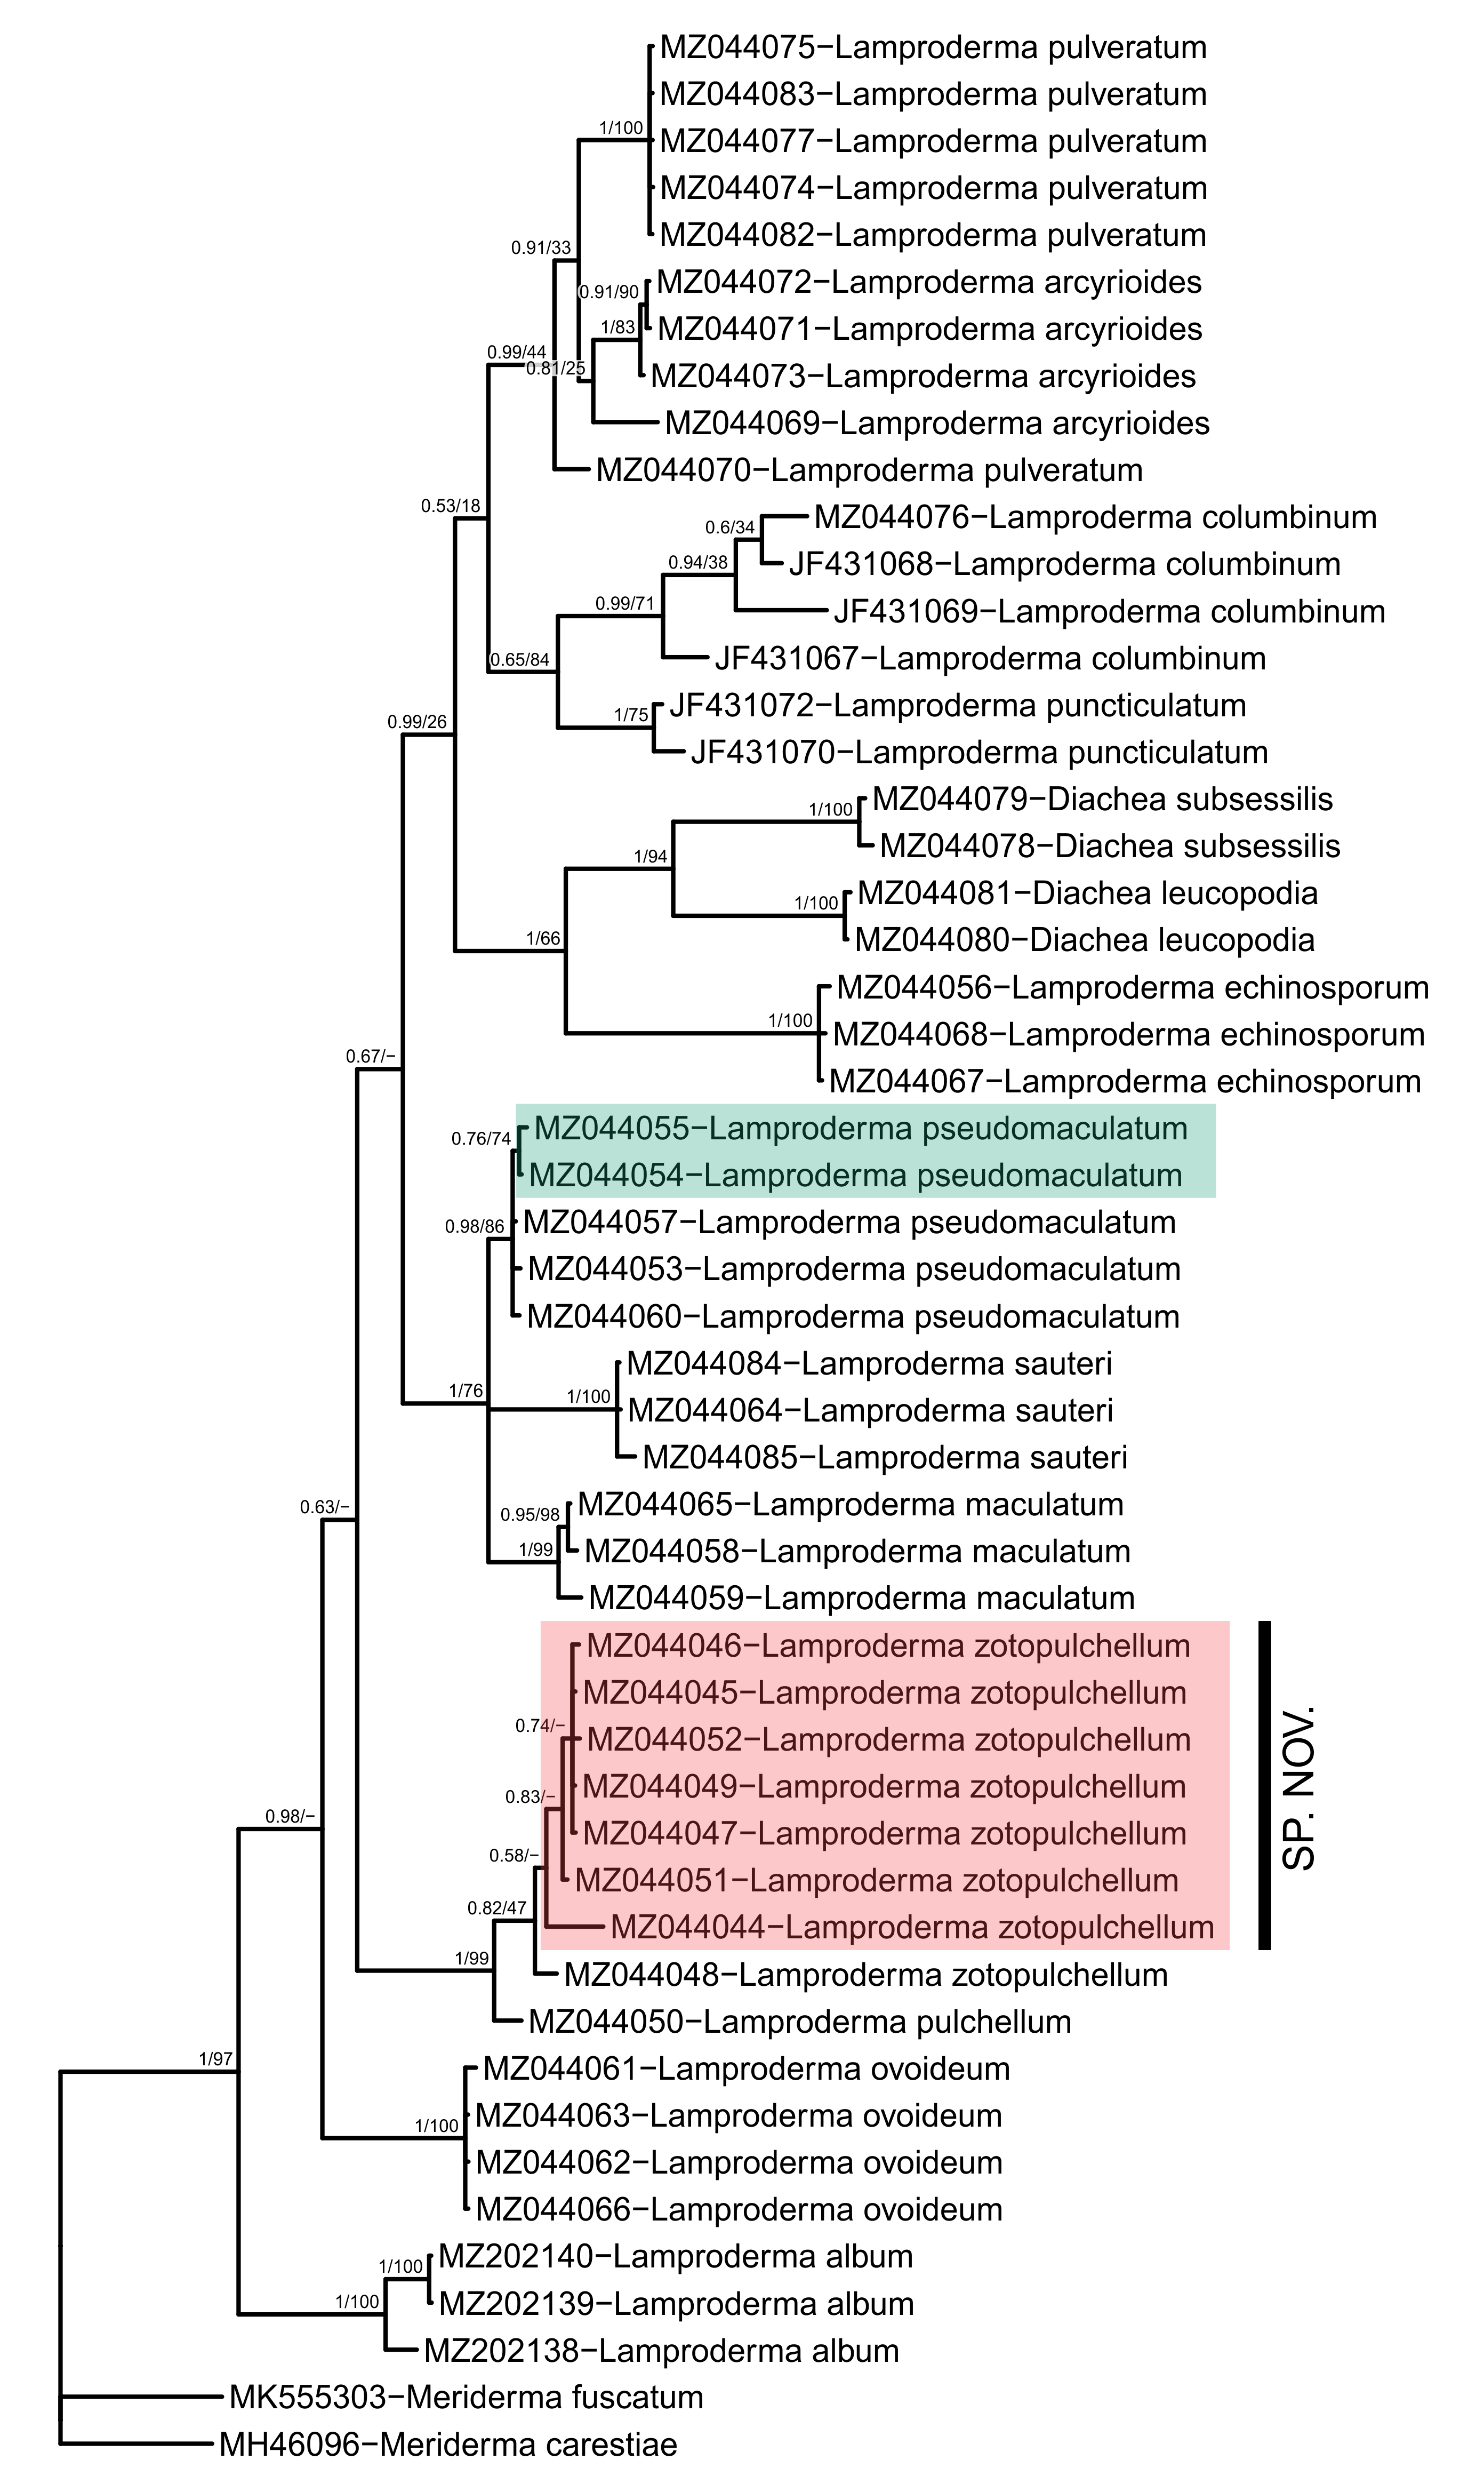 MZ044075−Lamproderma pulveratum
MZ044083−Lamproderma pulveratum
1/100
MZ044077−Lamproderma pulveratum
MZ044074−Lamproderma pulveratum
MZ044082−Lamproderma pulveratum
0.91/33
MZ044072−Lamproderma arcyrioides
0.91/90
MZ044071−Lamproderma arcyrioides
1/83
0.99/44
0.81/25
MZ044073−Lamproderma arcyrioides
MZ044069−Lamproderma arcyrioides
MZ044070−Lamproderma pulveratum
0.53/18
MZ044076−Lamproderma columbinum
0.6/34
JF431068−Lamproderma columbinum
0.94/38
JF431069−Lamproderma columbinum
0.99/71
JF431067−Lamproderma columbinum
0.65/84
JF431072−Lamproderma puncticulatum
1/75
0.99/26
JF431070−Lamproderma puncticulatum
MZ044079−Diachea subsessilis
1/100
MZ044078−Diachea subsessilis
1/94
MZ044081−Diachea leucopodia
1/100
MZ044080−Diachea leucopodia
1/66
MZ044056−Lamproderma echinosporum
1/100
MZ044068−Lamproderma echinosporum
0.67/−
MZ044067−Lamproderma echinosporum
MZ044055−Lamproderma pseudomaculatum
0.76/74
MZ044054−Lamproderma pseudomaculatum
MZ044057−Lamproderma pseudomaculatum
0.98/86
MZ044053−Lamproderma pseudomaculatum
MZ044060−Lamproderma pseudomaculatum
MZ044084−Lamproderma sauteri
1/76
1/100
MZ044064−Lamproderma sauteri
MZ044085−Lamproderma sauteri
0.63/−
MZ044065−Lamproderma maculatum
0.95/98
MZ044058−Lamproderma maculatum
1/99
MZ044059−Lamproderma maculatum
MZ044046−Lamproderma zotopulchellum
MZ044045−Lamproderma zotopulchellum
0.74/−
MZ044052−Lamproderma zotopulchellum
SP. NOV.
MZ044049−Lamproderma zotopulchellum
0.83/−
0.98/−
MZ044047−Lamproderma zotopulchellum
0.58/−
MZ044051−Lamproderma zotopulchellum
0.82/47
MZ044044−Lamproderma zotopulchellum
1/99
MZ044048−Lamproderma zotopulchellum
MZ044050−Lamproderma pulchellum
1/97
MZ044061−Lamproderma ovoideum
MZ044063−Lamproderma ovoideum
1/100
MZ044062−Lamproderma ovoideum
MZ044066−Lamproderma ovoideum
MZ202140−Lamproderma album
1/100
MZ202139−Lamproderma album
1/100
MZ202138−Lamproderma album
MK555303−Meriderma fuscatum
MH46096−Meriderma carestiae